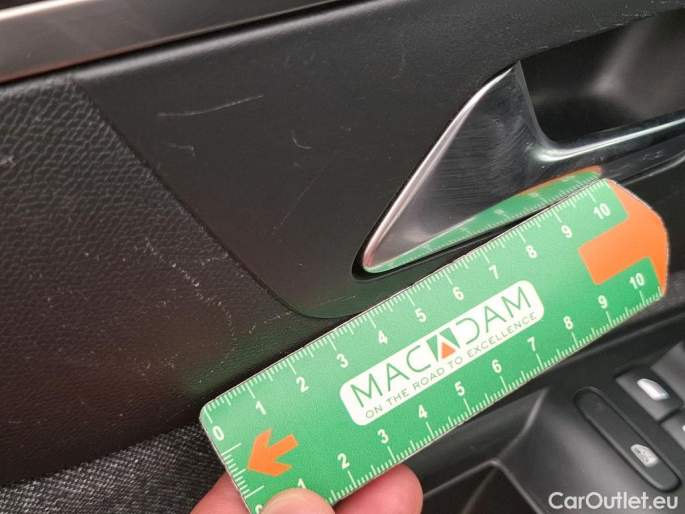 0 1 2 3 4 5 6 7 8 9 10
MACADAM
ON THE ROAD TO EXCELLENCE
0 1 2 3 4 5 6 7 8 9 10
CarOutlet.eu